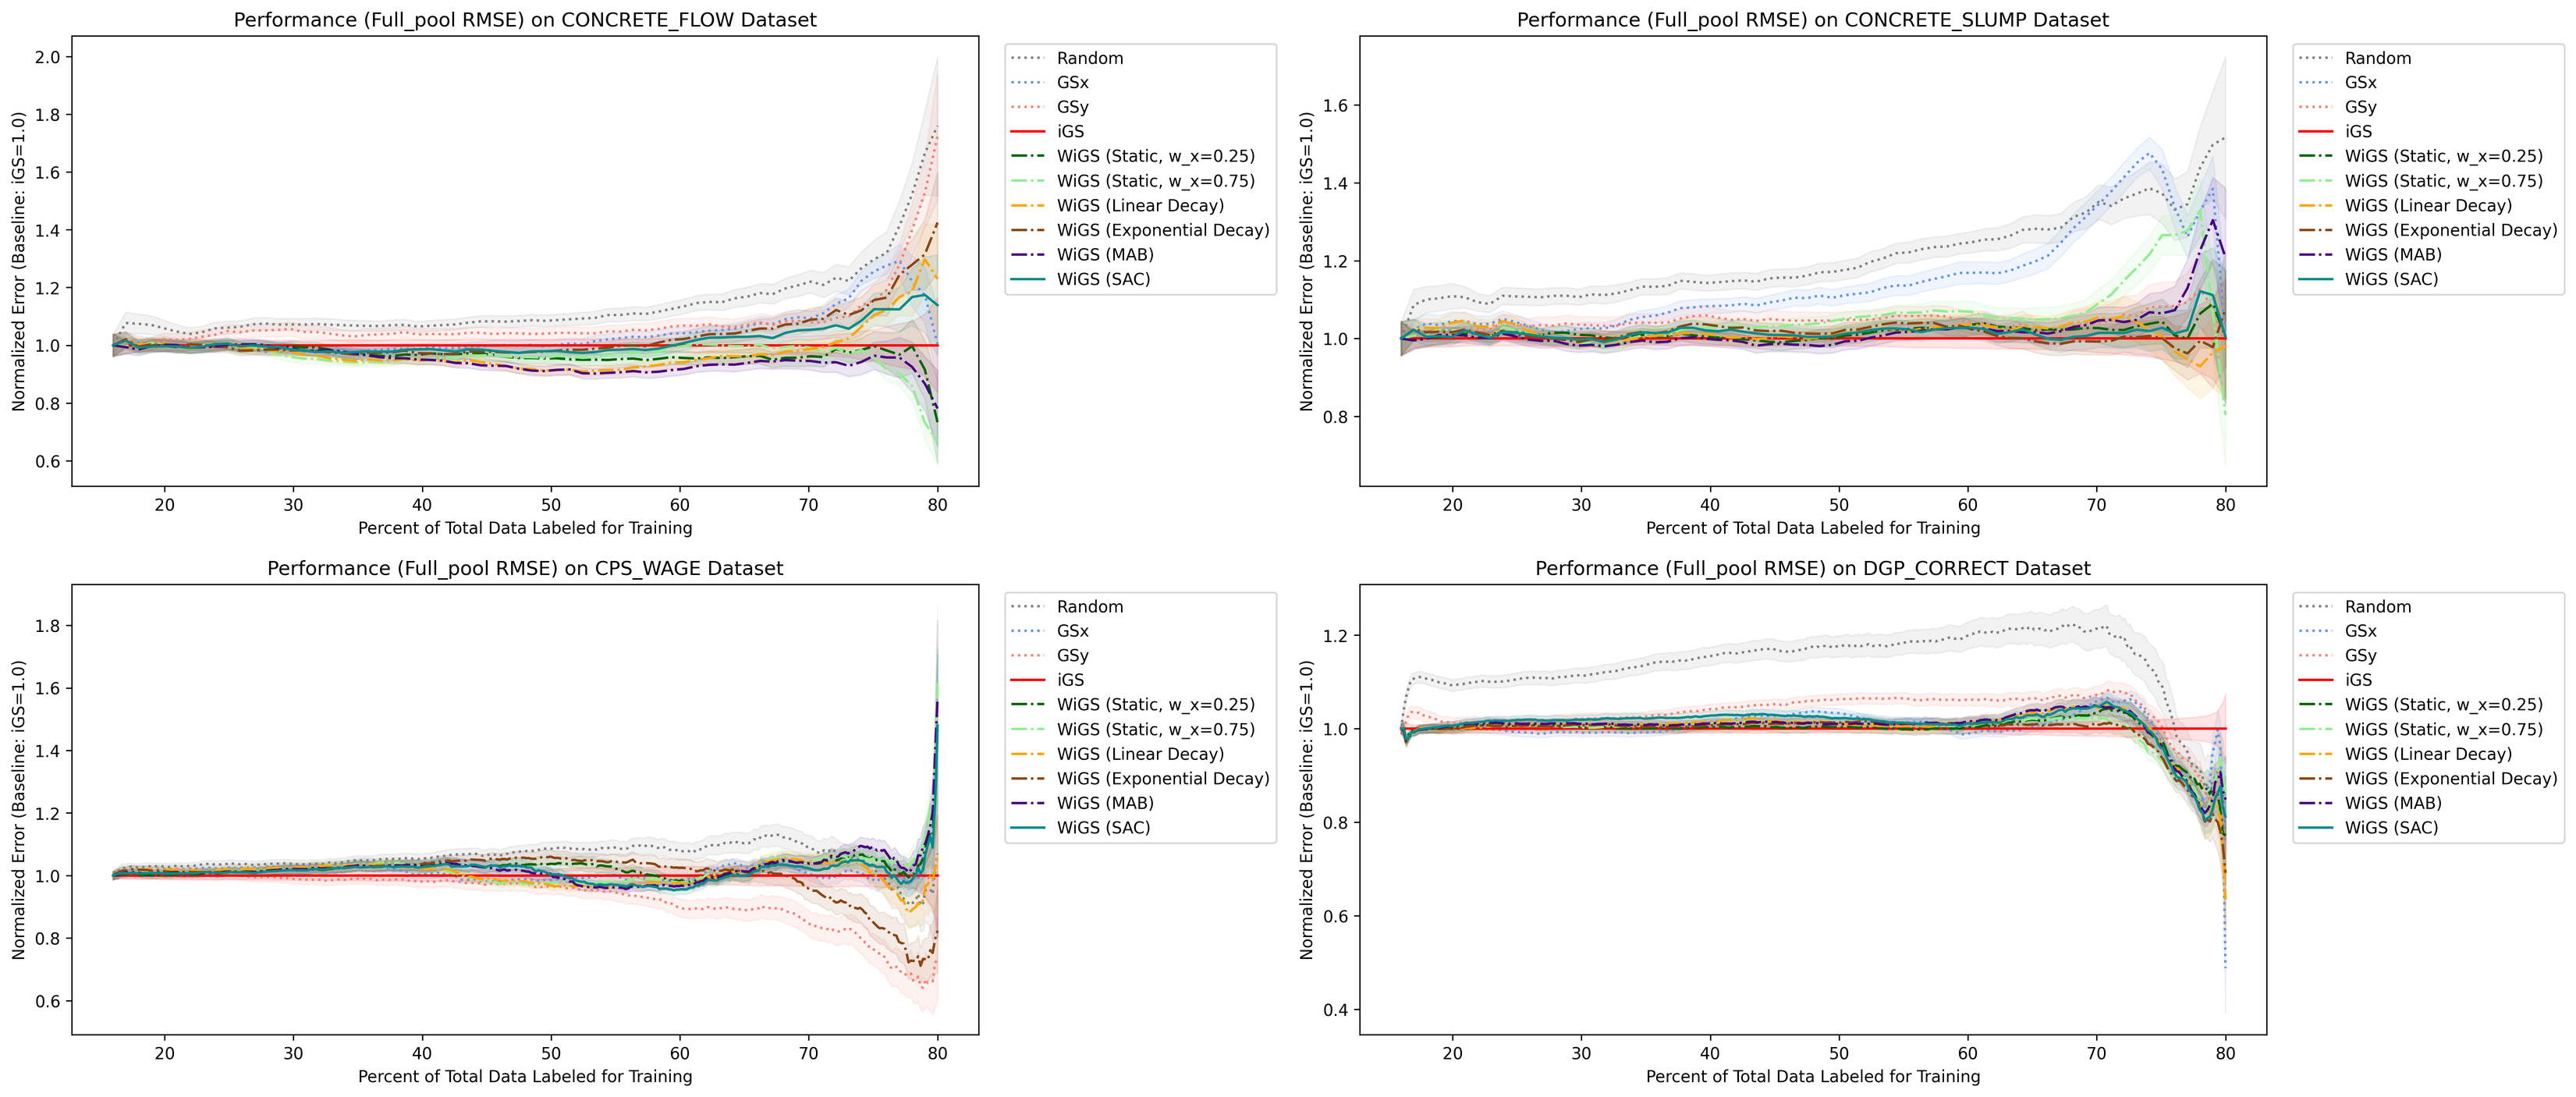 Performance (Full_pool RMSE) on CONCRETE_FLOW Dataset
Normalized Error (Baseline: iGS=1.0)
2.0
1.8
1.6
1.4
1.2
1.0
0.8
0.6
20 30 40 50 60 70 80
Percent of Total Data Labeled for Training
Random
GSx
GSy
iGS
WiGS (Static, w_x=0.25)
WiGS (Static, w_x=0.75)
WiGS (Linear Decay)
WiGS (Exponential Decay)
WiGS (MAB)
WiGS (SAC)
Performance (Full_pool RMSE) on CONCRETE_SLUMP Dataset
Normalized Error (Baseline: iGS=1.0)
1.6
1.4
1.2
1.0
0.8
20 30 40 50 60 70 80
Percent of Total Data Labeled for Training
Random
GSx
GSy
iGS
WiGS (Static, w_x=0.25)
WiGS (Static, w_x=0.75)
WiGS (Linear Decay)
WiGS (Exponential Decay)
WiGS (MAB)
WiGS (SAC)
Performance (Full_pool RMSE) on CPS_WAGE Dataset
Normalized Error (Baseline: iGS=1.0)
1.8
1.6
1.4
1.2
1.0
0.8
0.6
20 30 40 50 60 70 80
Percent of Total Data Labeled for Training
Random
GSx
GSy
iGS
WiGS (Static, w_x=0.25)
WiGS (Static, w_x=0.75)
WiGS (Linear Decay)
WiGS (Exponential Decay)
WiGS (MAB)
WiGS (SAC)
Performance (Full_pool RMSE) on DGP_CORRECT Dataset
Normalized Error (Baseline: iGS=1.0)
1.2
1.0
0.8
0.6
0.4
20 30 40 50 60 70 80
Percent of Total Data Labeled for Training
Random
GSx
GSy
iGS
WiGS (Static, w_x=0.25)
WiGS (Static, w_x=0.75)
WiGS (Linear Decay)
WiGS (Exponential Decay)
WiGS (MAB)
WiGS (SAC)